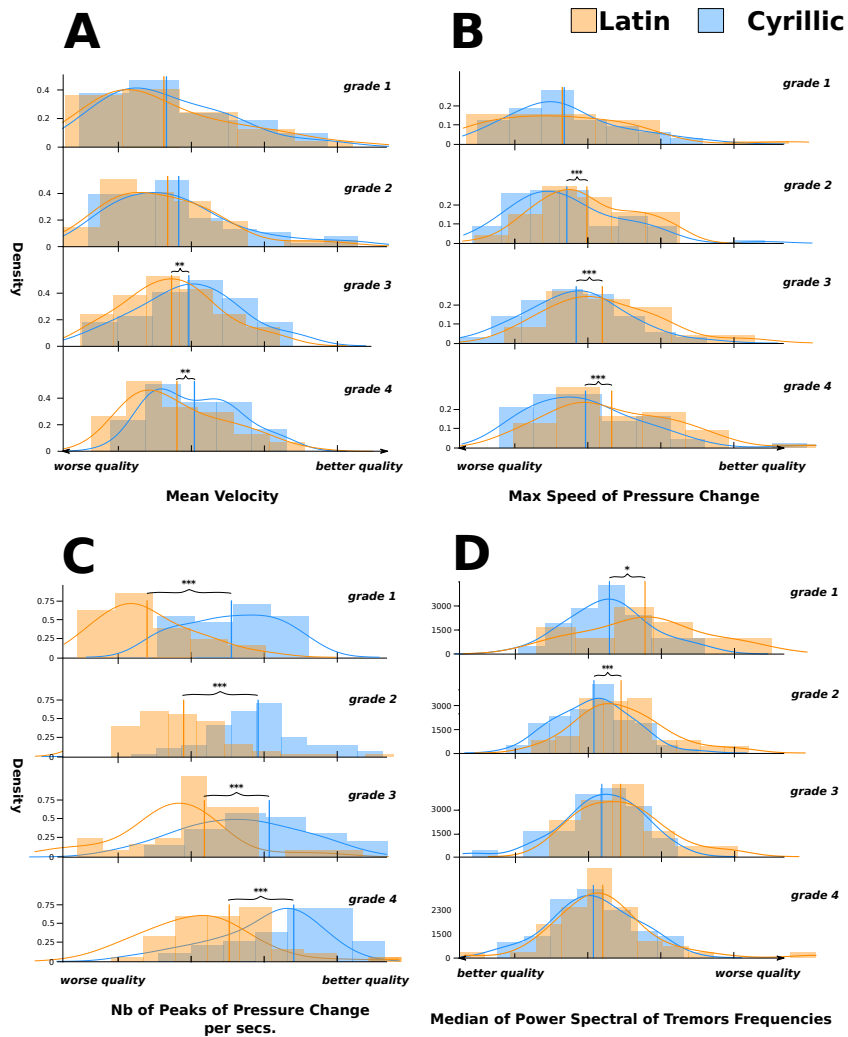 A
B
Latin
Cyrillic
grade 1
0.4
0.2
0
grade 1
0.2
0.1
0
grade 2
0.4
0.2
0
***
grade 2
0.2
0.1
0
Density
**
grade 3
0.4
0.2
0
***
grade 3
0.2
0.1
0
**
grade 4
0.4
0.2
0
***
grade 4
0.2
0.1
0
worse quality
better quality
worse quality
better quality
Mean Velocity
Max Speed of Pressure Change
C
D
***
grade 1
0.75
0.5
0.25
0
*
grade 1
3000
1500
0
***
grade 2
0.75
0.5
0.25
0
***
grade 2
3000
1500
0
Density
***
grade 3
0.75
0.5
0.25
0
grade 3
3000
1500
0
***
grade 4
0.75
0.5
0.25
0
grade 4
2300
1500
0
worse quality
better quality
better quality
worse quality
Nb of Peaks of Pressure Change
per secs.
Median of Power Spectral of Tremors Frequencies